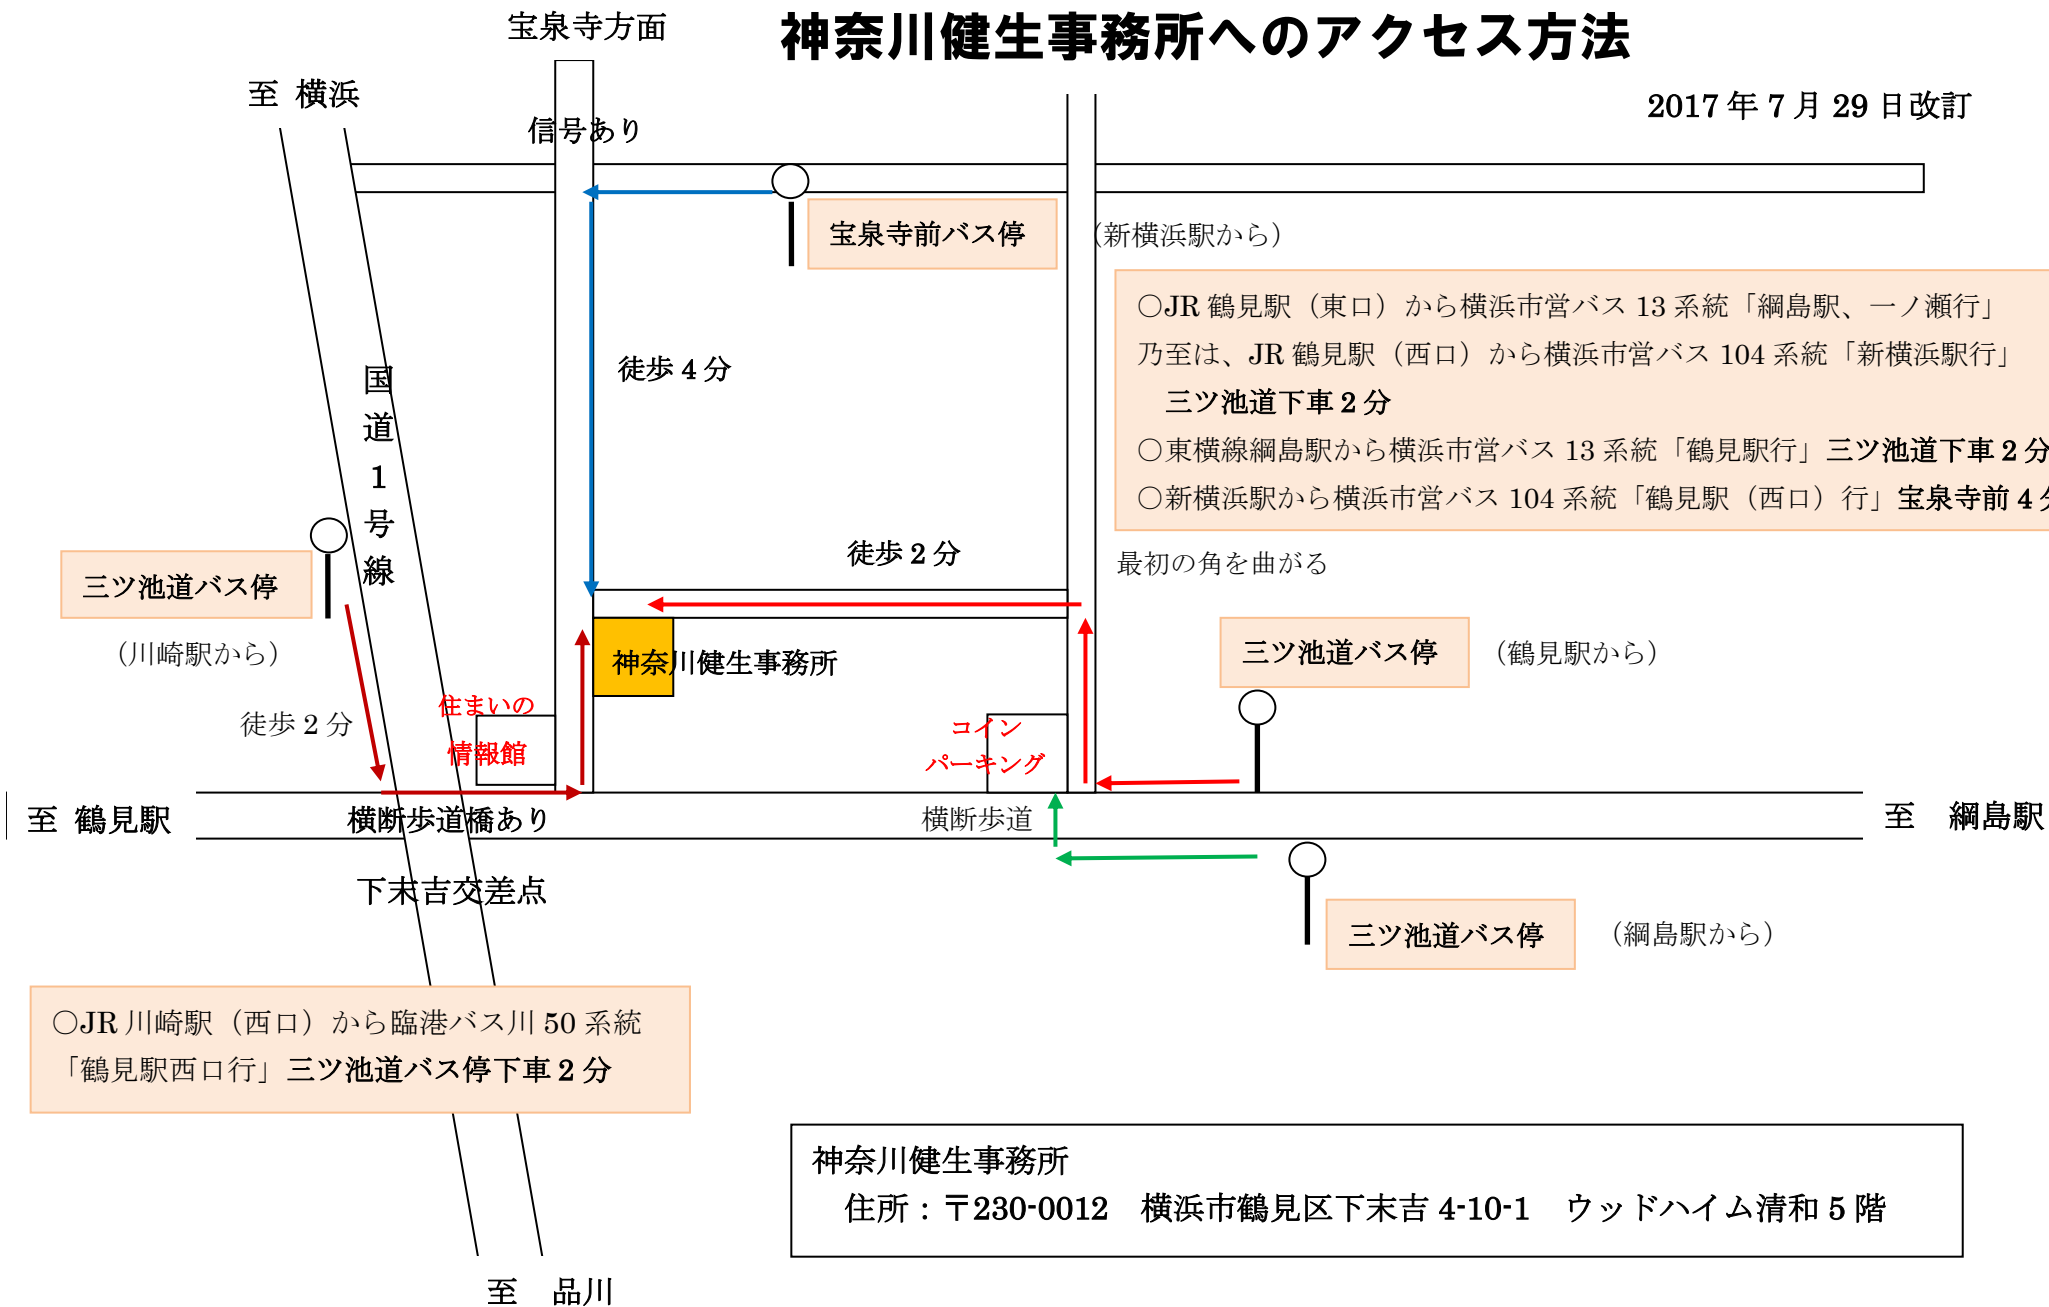 神奈川健生事務所へのアクセス方法
宝泉寺方面
至 横浜
2017年7月29日改訂
信号あり
宝泉寺前バス停
（新横浜駅から）
○JR鶴見駅（東口）から横浜市営バス13系統「綱島駅、一ノ瀬行」
乃至は、JR鶴見駅（西口）から横浜市営バス104系統「新横浜駅行」
三ツ池道下車2分
○東横線綱島駅から横浜市営バス13系統「鶴見駅行」三ツ池道下車2分
○新横浜駅から横浜市営バス104系統「鶴見駅（西口）行」宝泉寺前4分
徒歩4分
国道1号線
徒歩2分
最初の角を曲がる
三ツ池道バス停
（川崎駅から）
徒歩2分
神奈川健生事務所
三ツ池道バス停
（鶴見駅から）
住まいの
情報館
コイン
パーキング
至 鶴見駅
横断歩道橋あり
横断歩道
至　綱島駅
下末吉交差点
三ツ池道バス停
（綱島駅から）
○JR川崎駅（西口）から臨港バス川50系統
「鶴見駅西口行」三ツ池道バス停下車2分
神奈川健生事務所
住所：〒230-0012　横浜市鶴見区下末吉4-10-1　ウッドハイム清和5階
至　品川